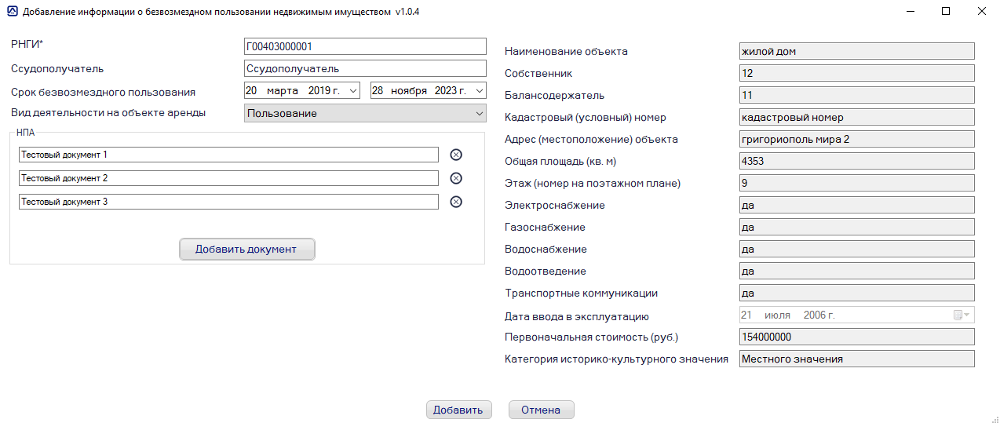 Добавление информации о безвозмездном пользовании недвижимым имуществом v1.0.4
РНГИ* Г00403000001
Ссудополучатель Ссудополучатель
Срок безвозмездного пользования 20 марта 2019 г. 28 ноября 2023 г.
Вид деятельности на объекте аренды Пользование
НПА
Тестовый документ 1
Тестовый документ 2
Тестовый документ 3
Добавить документ
Наименование объекта жилой дом
Собственник 12
Балансодержатель 11
Кадастровый (условный) номер кадастровый номер
Адрес (местоположение) объекта григориополь мира 2
Общая площадь (кв. м) 4353
Этаж (номер на поэтажном плане) 9
Электроснабжение да
Газоснабжение да
Водоснабжение да
Водоотведение да
Транспортные коммуникации да
Дата ввода в эксплуатацию 21 июля 2006 г.
Первоначальная стоимость (руб.) 154000000
Категория историко-культурного значения Местного значения
Добавить Отмена